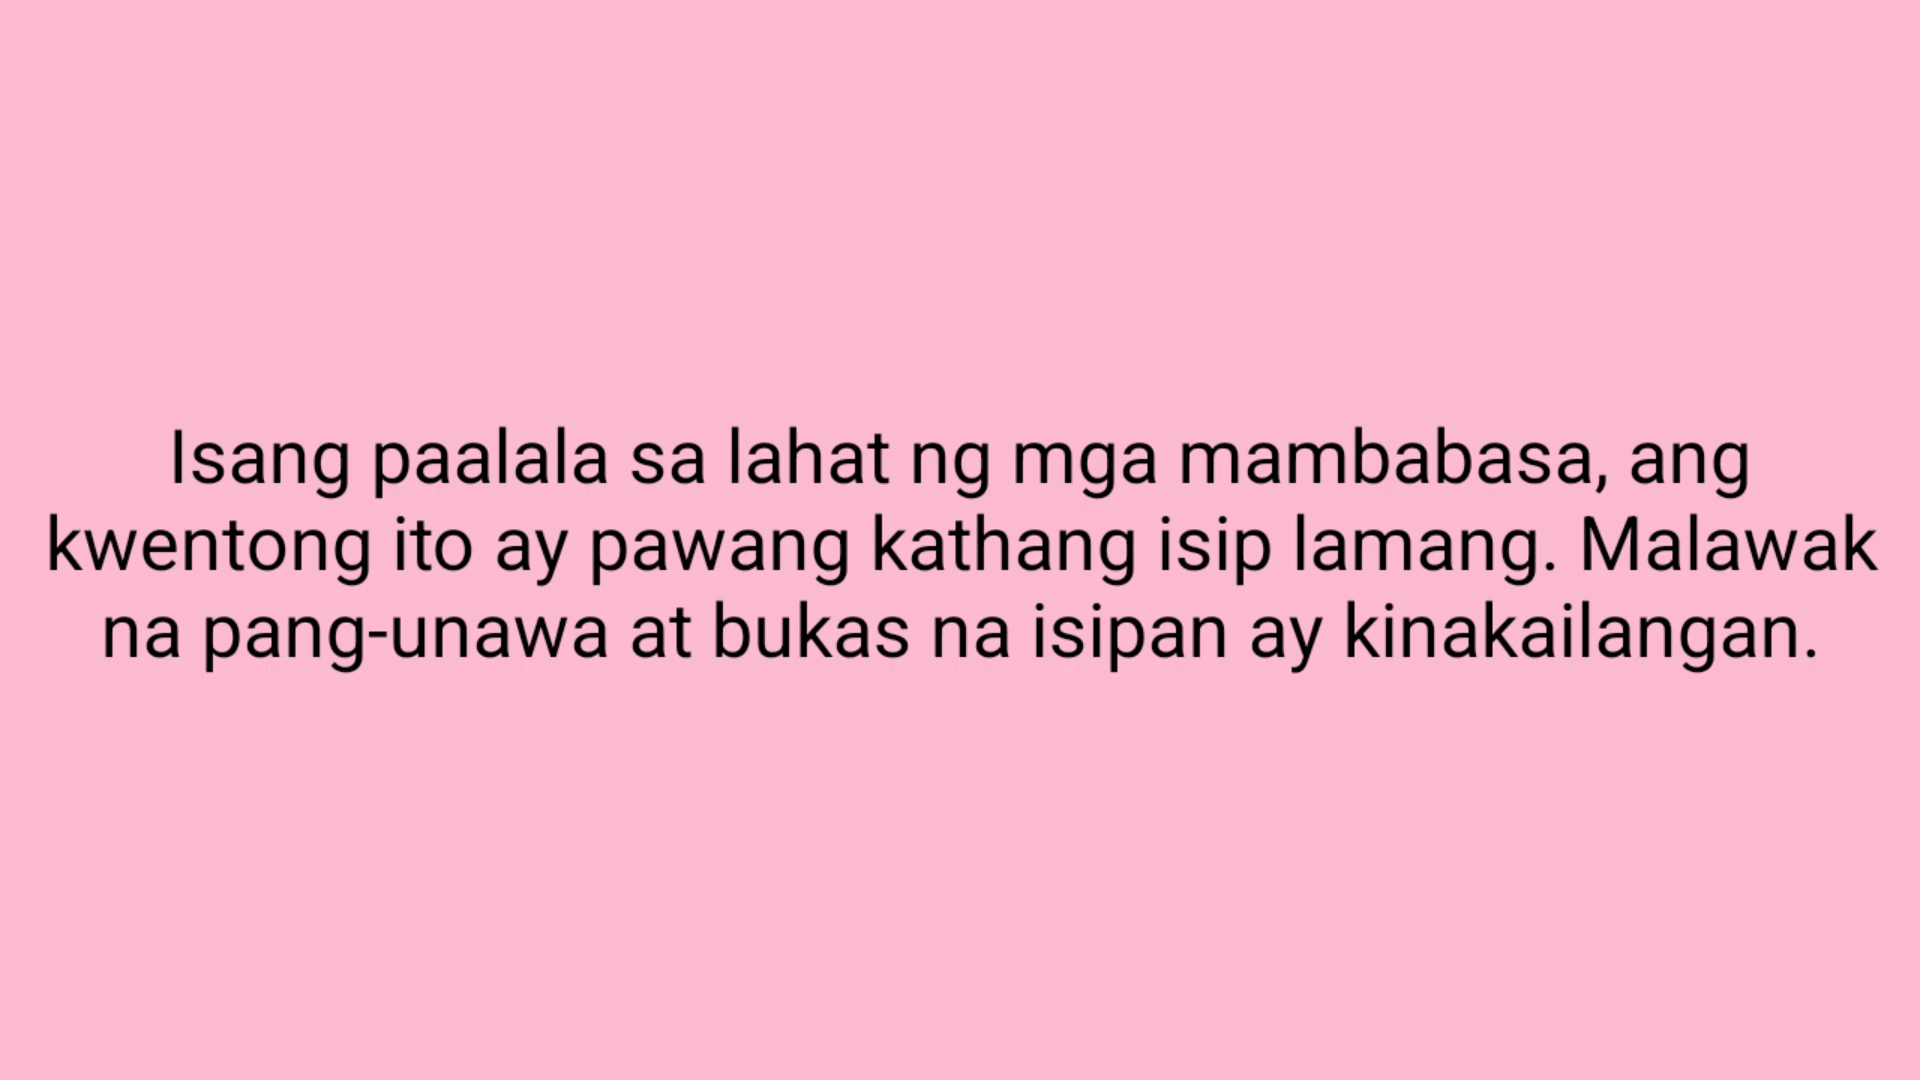 Isang paalala sa lahat ng mga mambabasa, ang
kwentong ito ay pawang kathang isip lamang. Malawak
na pang-unawa at bukas na isipan ay kinakailangan.